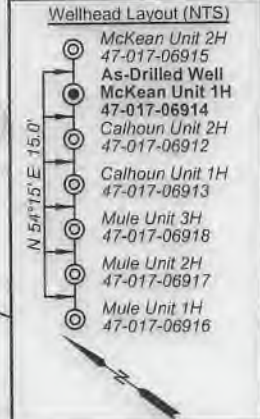 Wellhead Layout (NTS)
McKean Unit 2H
47-017-06915
As-Drilled Well
McKean Unit 1H
47-017-06914
Calhoun Unit 2H
47-017-06912
Calhoun Unit 1H
47-017-06913
Mule Unit 3H
47-017-06918
Mule Unit 2H
47-017-06917
Mule Unit 1H
47-017-06916
N 54°15' E 15.0'
N